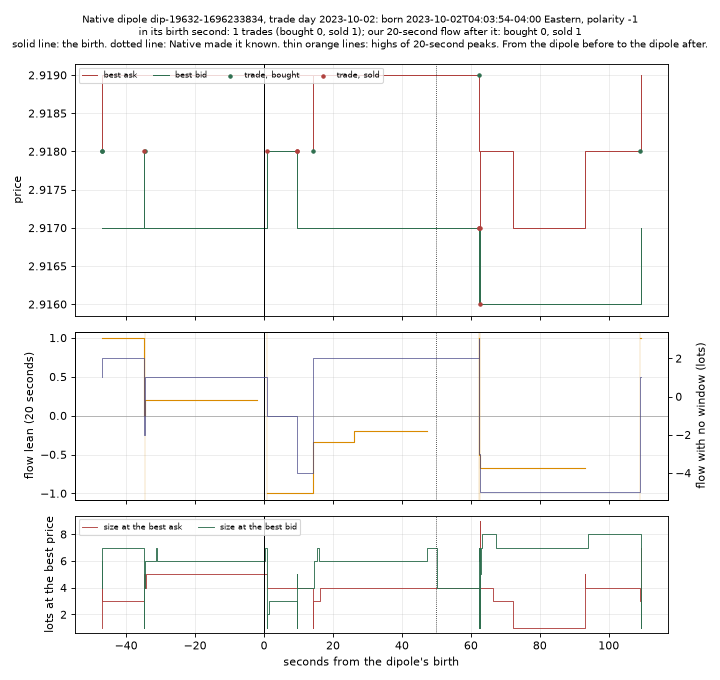 Native dipole dip-19632-1696233834, trade day 2023-10-02: born 2023-10-02T04:03:54-04:00 Eastern, polarity -1
in its birth second: 1 trades (bought 0, sold 1); our 20-second flow after it: bought 0, sold 1
solid line: the birth. dotted line: Native made it known. thin orange lines: highs of 20-second peaks. From the dipole before to the dipole after.
best ask best bid trade, bought trade, sold
2.9190
2.9185
2.9180
2.9175
2.9170
2.9165
2.9160
price
1.0
0.5
0.0
−0.5
−1.0
flow lean (20 seconds)
2
0
−2
−4
flow with no window (lots)
size at the best ask size at the best bid
8
6
4
2
lots at the best price
−40 −20 0 20 40 60 80 100
seconds from the dipole's birth